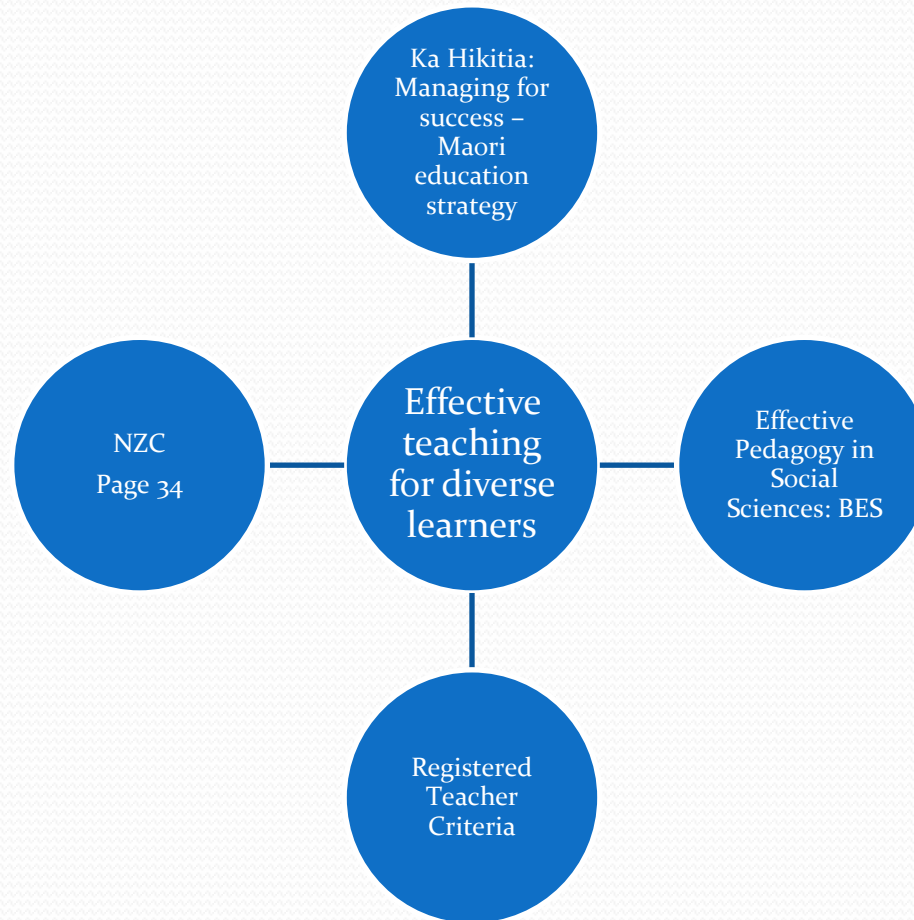 Ka Hikitia:
Managing for
success –
Maori
education
strategy
NZC
Page 34
Effective
teaching
for diverse
learners
Effective
Pedagogy in
Social
Sciences: BES
Registered
Teacher
Criteria